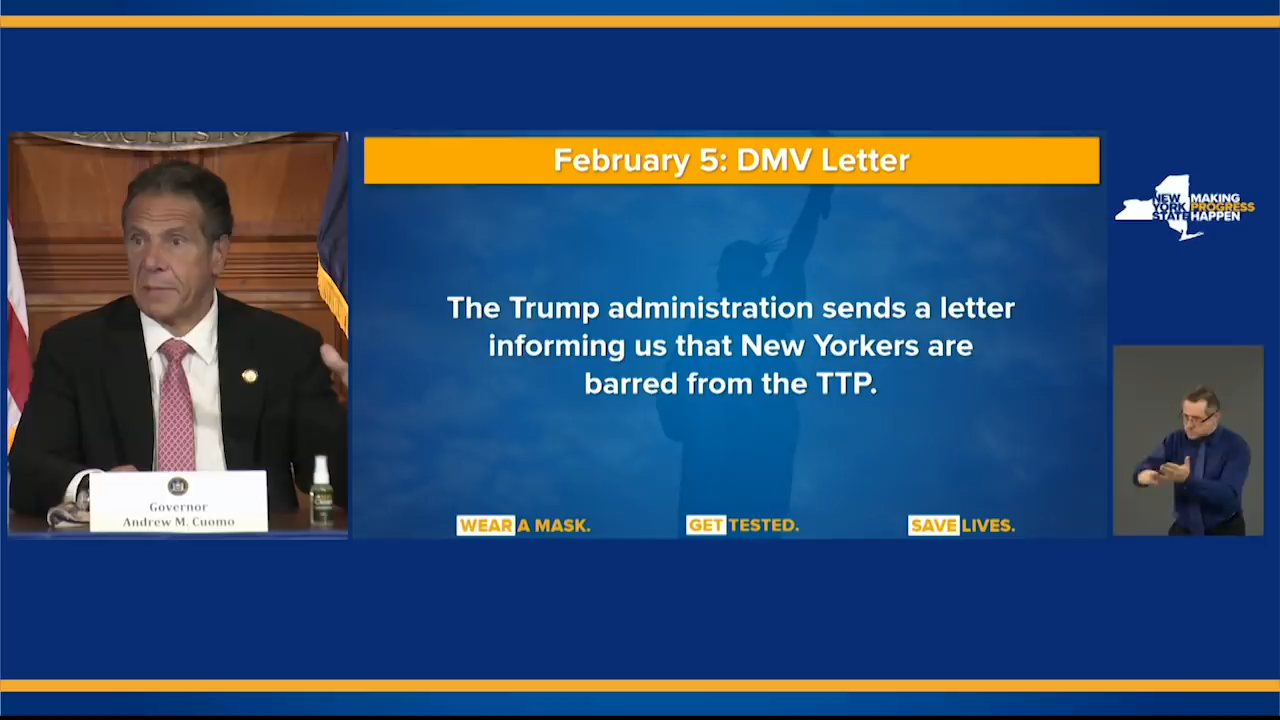 EXCELSIO
February 5: DMV Letter
The Trump administration sends a letter
informing us that New Yorkers are
barred from the TTP.
WEAR A MASK.
GET TESTED.
SAVE LIVES.
Governor
Andrew M. Cuomo
NEW
YORK
STATE
MAKING
PROGRESS
HAPPEN